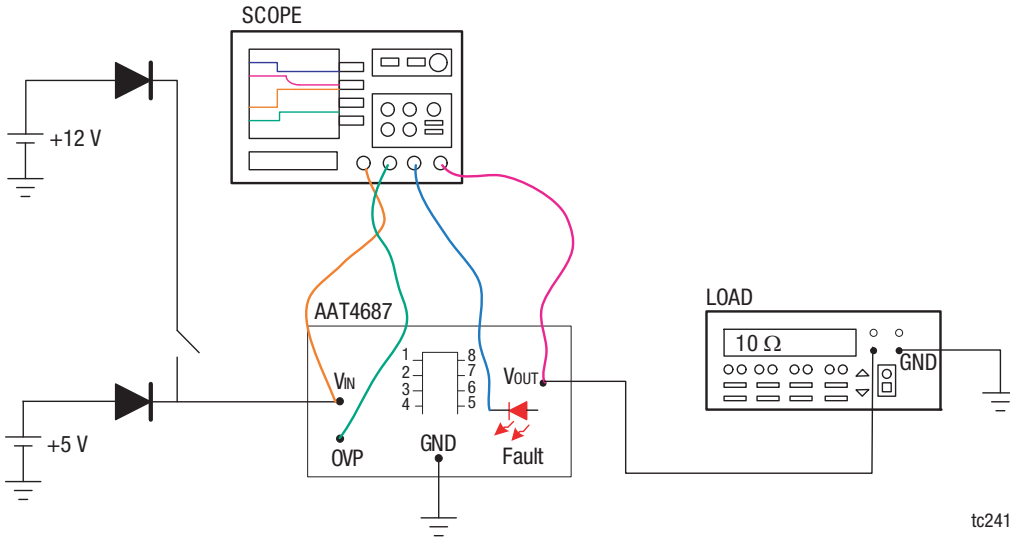 SCOPE
+12 V
AAT4687
LOAD
10 Ω
GND
1
2
3
4
8
7
6
5
VIN
VOUT
+5 V
OVP
GND
Fault
tc241